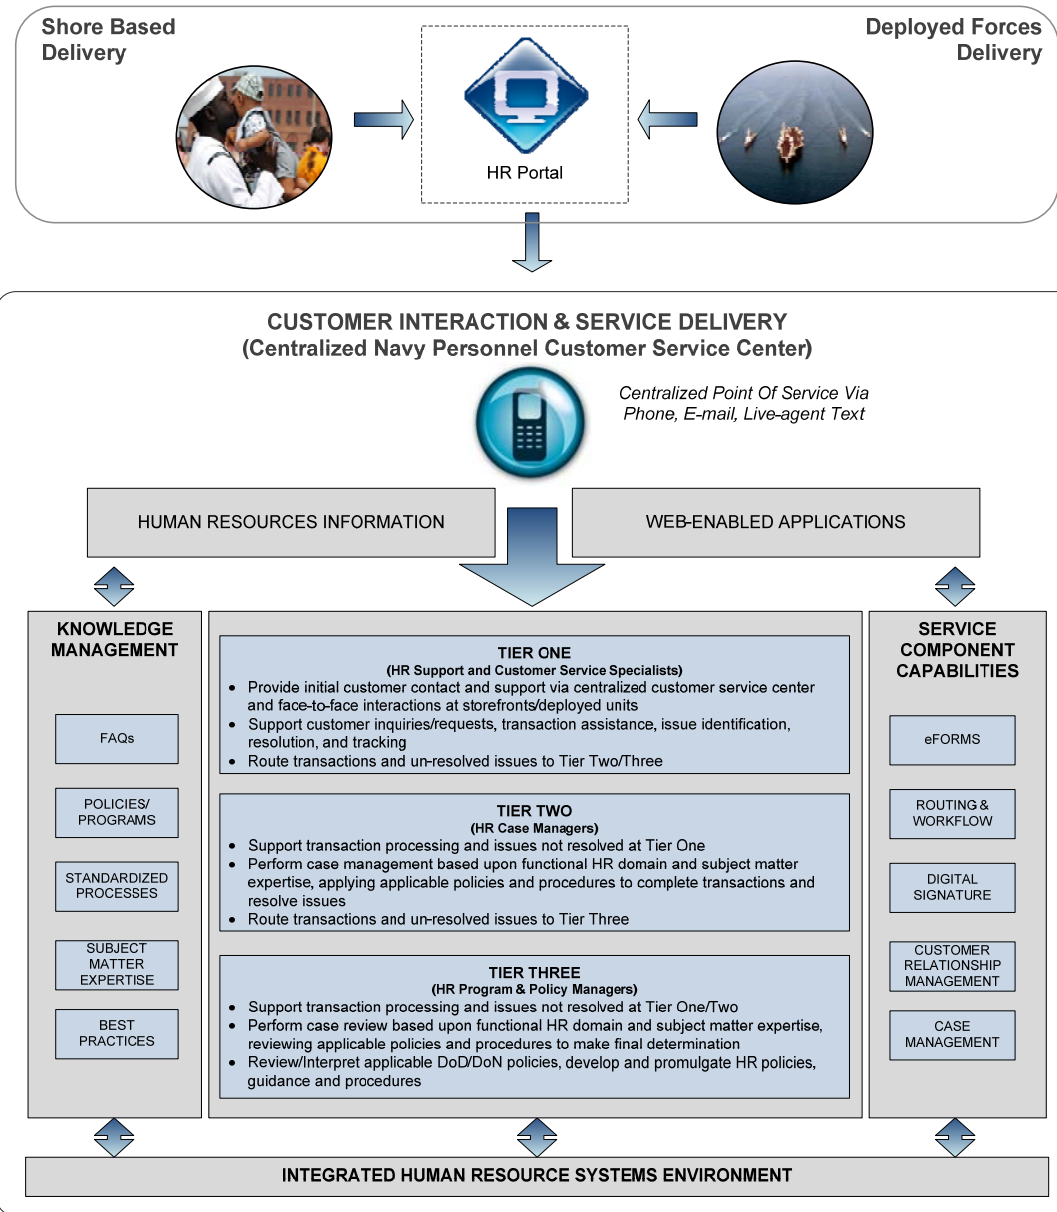 Shore Based
Delivery
Deployed Forces
Delivery
HR Portal
CUSTOMER INTERACTION & SERVICE DELIVERY
(Centralized Navy Personnel Customer Service Center)
Centralized Point Of Service Via
Phone, E-mail, Live-agent Text
HUMAN RESOURCES INFORMATION
WEB-ENABLED APPLICATIONS
KNOWLEDGE
MANAGEMENT
FAQs
POLICIES/
PROGRAMS
STANDARDIZED
PROCESSES
SUBJECT
MATTER
EXPERTISE
BEST
PRACTICES
TIER ONE
(HR Support and Customer Service Specialists)
• Provide initial customer contact and support via centralized customer service center
and face-to-face interactions at storefronts/deployed units
• Support customer inquiries/requests, transaction assistance, issue identification,
resolution, and tracking
• Route transactions and un-resolved issues to Tier Two/Three
TIER TWO
(HR Case Managers)
• Support transaction processing and issues not resolved at Tier One
• Perform case management based upon functional HR domain and subject matter
expertise, applying applicable policies and procedures to complete transactions and
resolve issues
• Route transactions and un-resolved issues to Tier Three
TIER THREE
(HR Program & Policy Managers)
• Support transaction processing and issues not resolved at Tier One/Two
• Perform case review based upon functional HR domain and subject matter expertise,
reviewing applicable policies and procedures to make final determination
• Review/Interpret applicable DoD/DoN policies, develop and promulgate HR policies,
guidance and procedures
SERVICE
COMPONENT
CAPABILITIES
eFORMS
ROUTING &
WORKFLOW
DIGITAL
SIGNATURE
CUSTOMER
RELATIONSHIP
MANAGEMENT
CASE
MANAGEMENT
INTEGRATED HUMAN RESOURCE SYSTEMS ENVIRONMENT